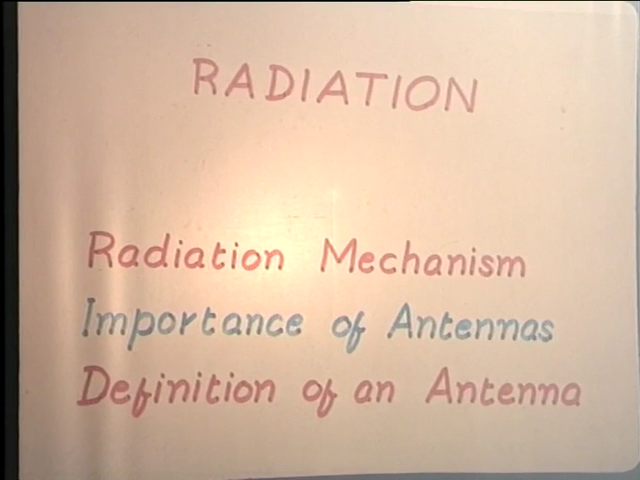 RADIATION
Radiation Mechanism
Importance of Antennas
Definition of an Antenna